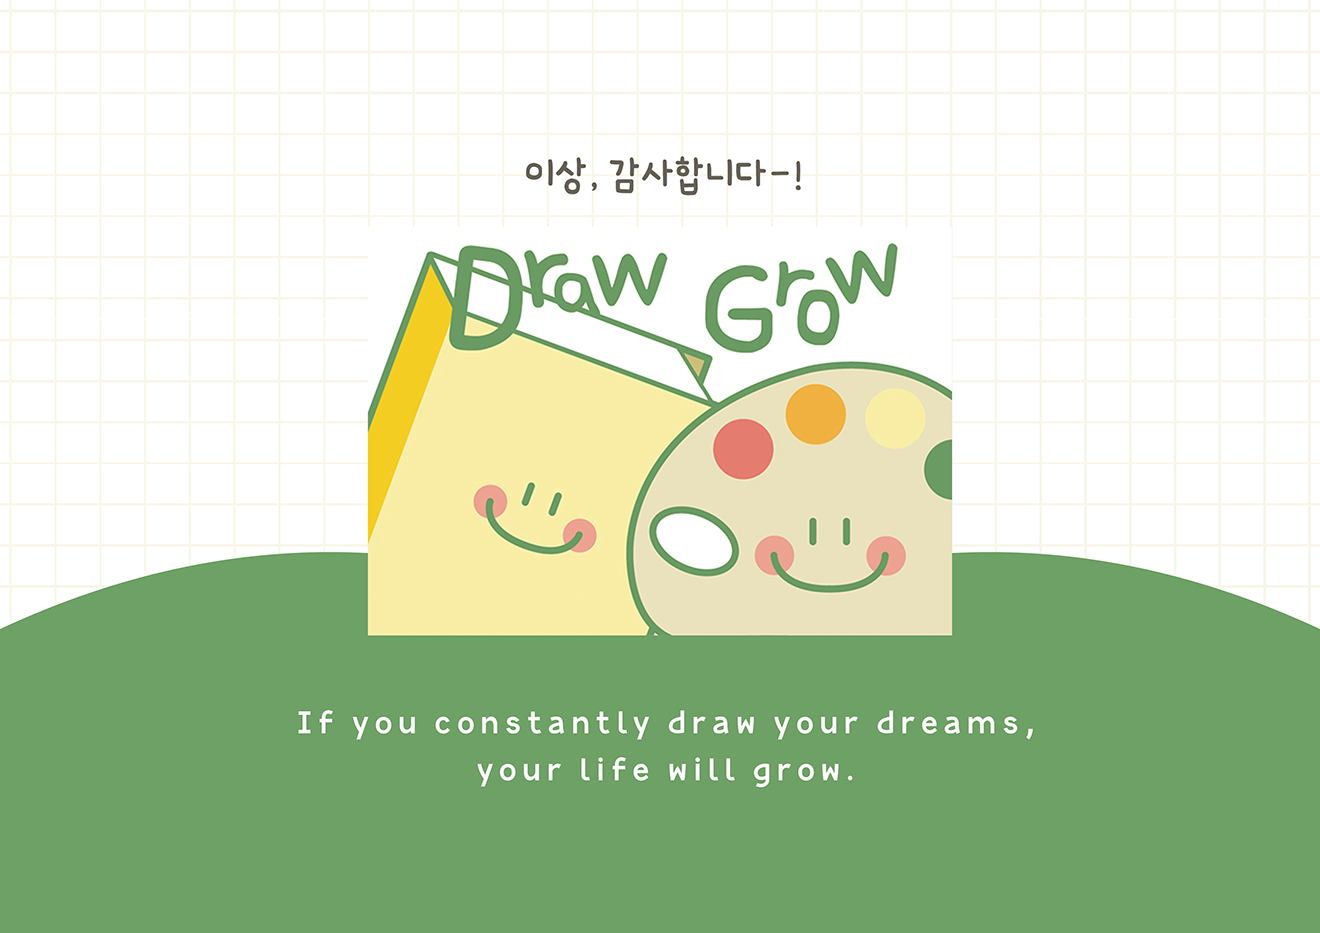 이상, 감사합니다-!
Draw Grow
If you constantly draw your dreams,
your life will grow.